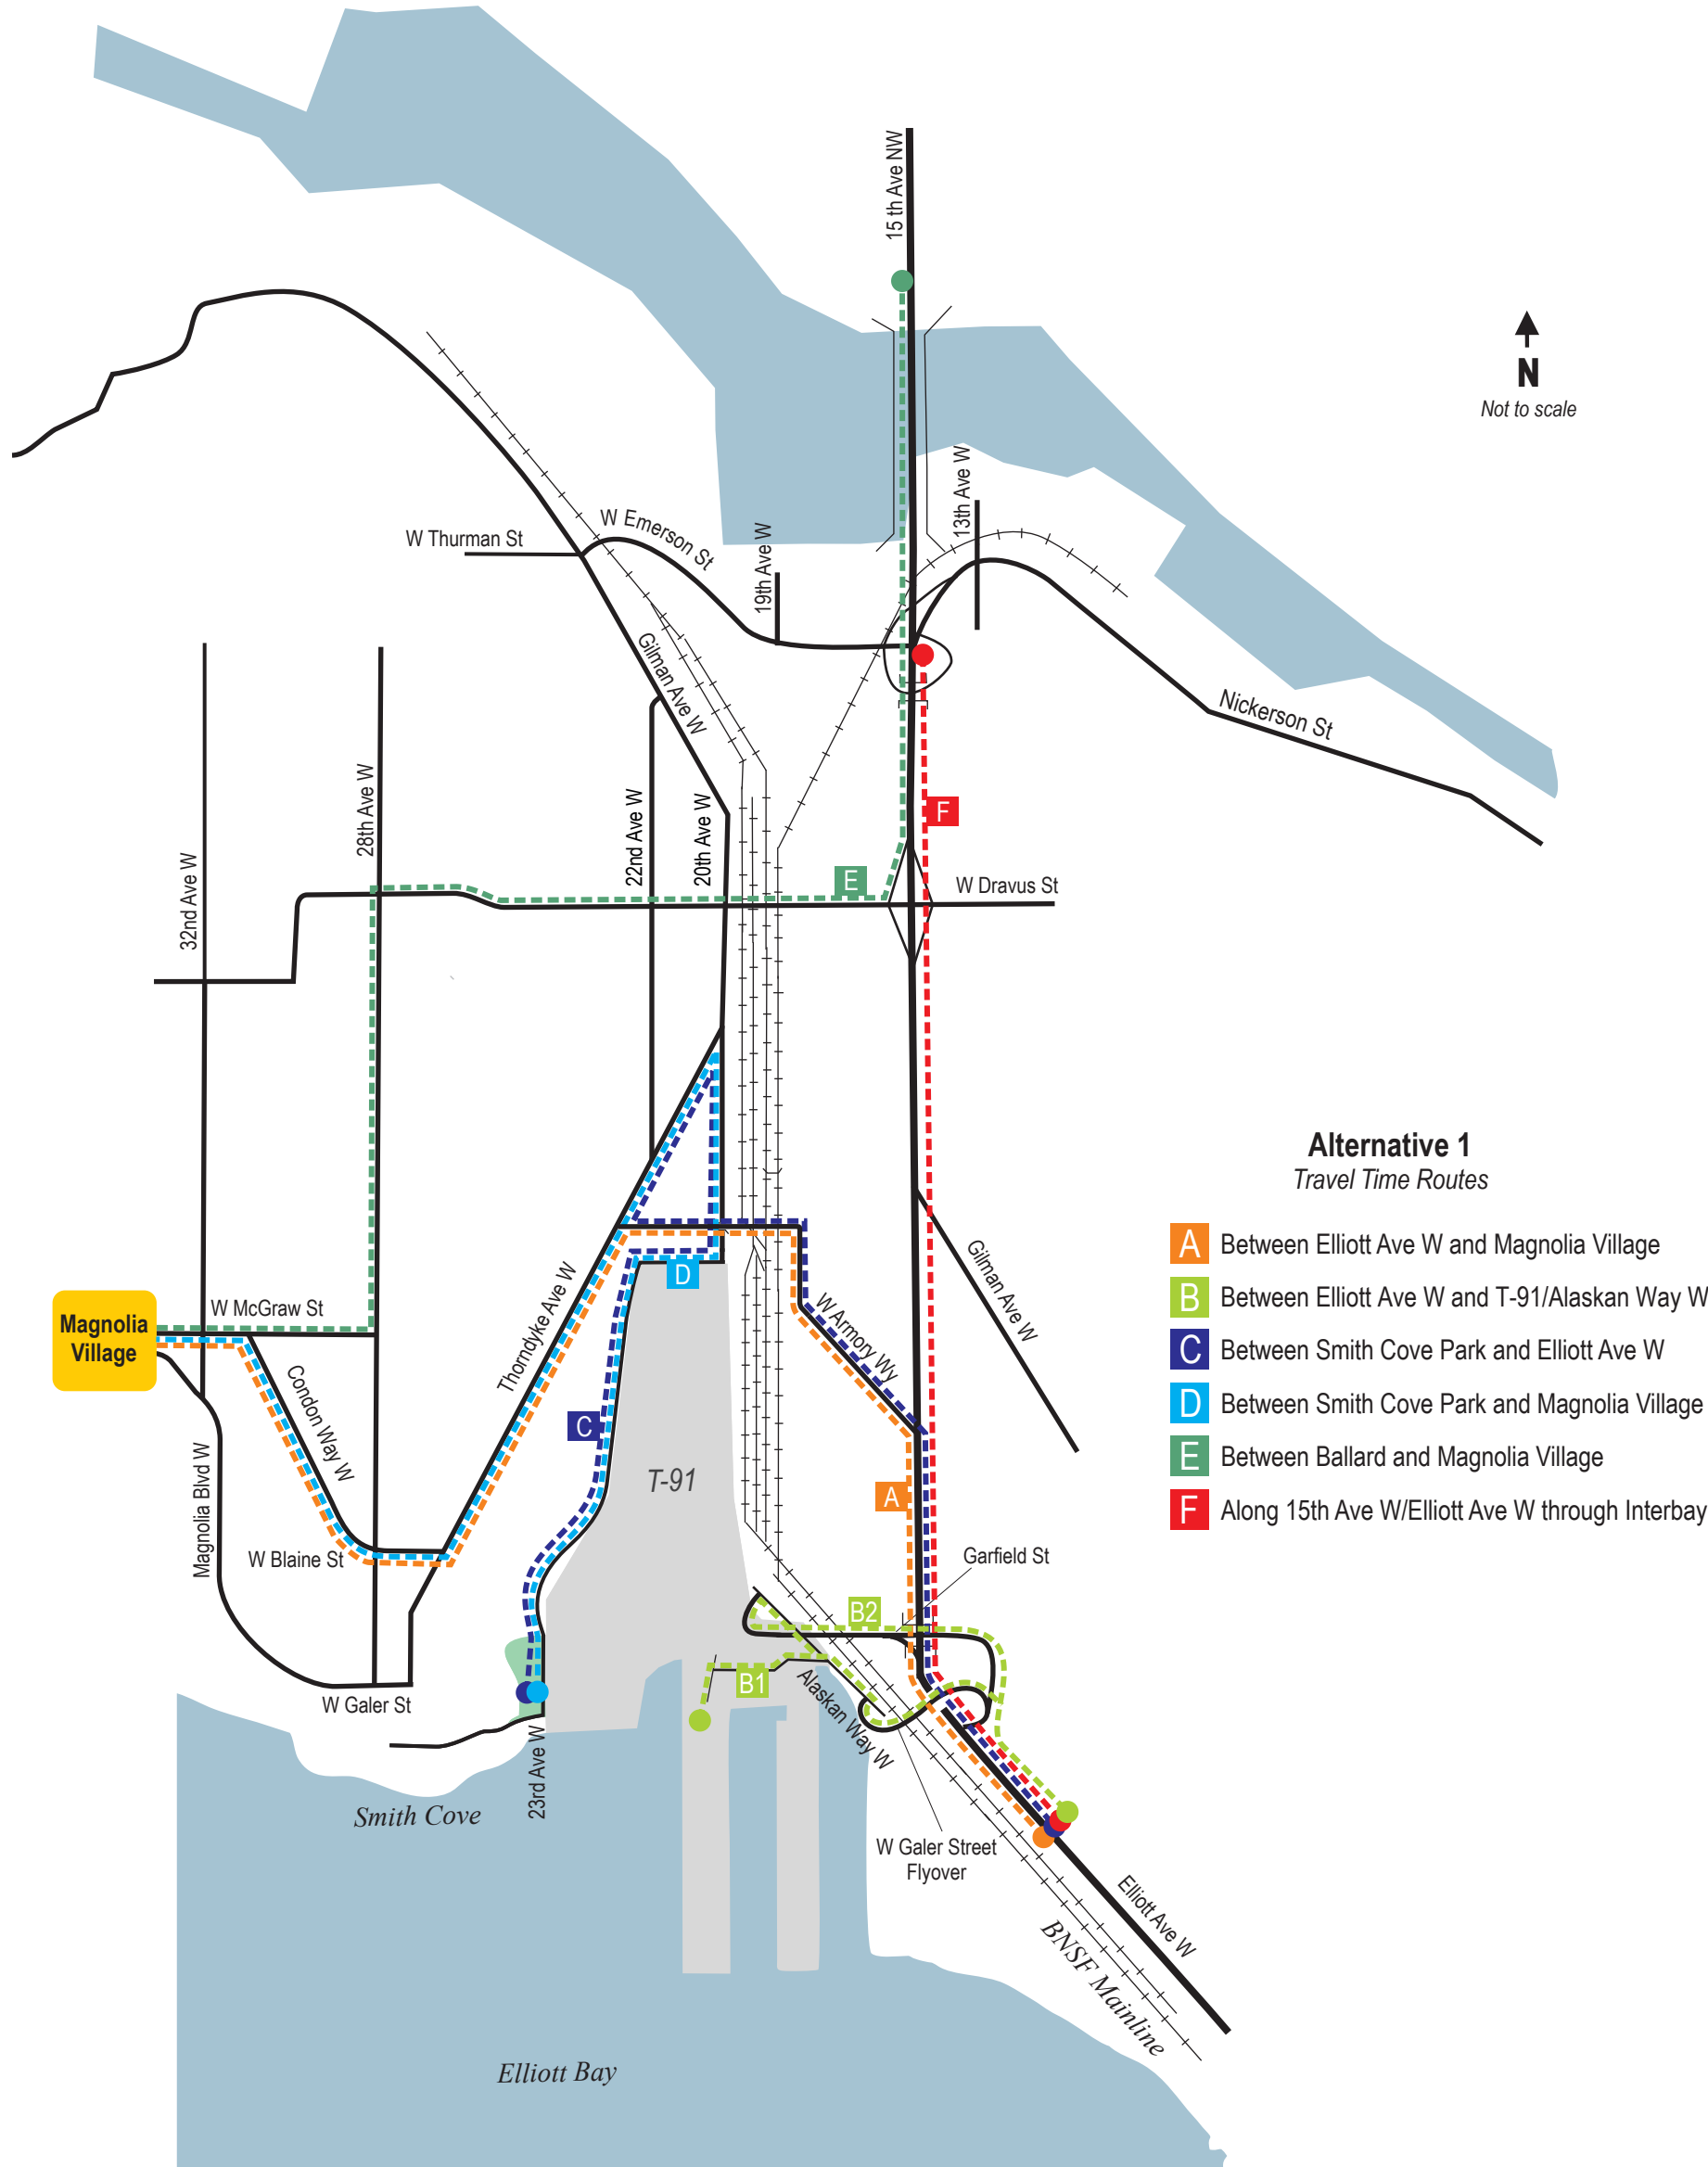 15 th Ave NW
N
Not to scale
13th Ave W
W Thurman St
W Emerson St
19th Ave W
Gilman Ave W
Nickerson St
28th Ave W
22nd Ave W
20th Ave W
F
32nd Ave W
E
W Dravus St
Alternative 1
Travel Time Routes
A Between Elliott Ave W and Magnolia Village
B Between Elliott Ave W and T-91/Alaskan Way W
C Between Smith Cove Park and Elliott Ave W
D Between Smith Cove Park and Magnolia Village
E Between Ballard and Magnolia Village
F Along 15th Ave W/Elliott Ave W through Interbay
Gilman Ave W
D
Magnolia
Village
W McGraw St
Thorndyke Ave W
W Armory Wy
Condon Way W
C
T-91
A
Magnolia Blvd W
W Blaine St
Garfield St
B2
B1
W Galer St
Alaskan Way W
23rd Ave W
Smith Cove
W Galer Street
Flyover
Elliott Ave W
BNSF Mainline
Elliott Bay